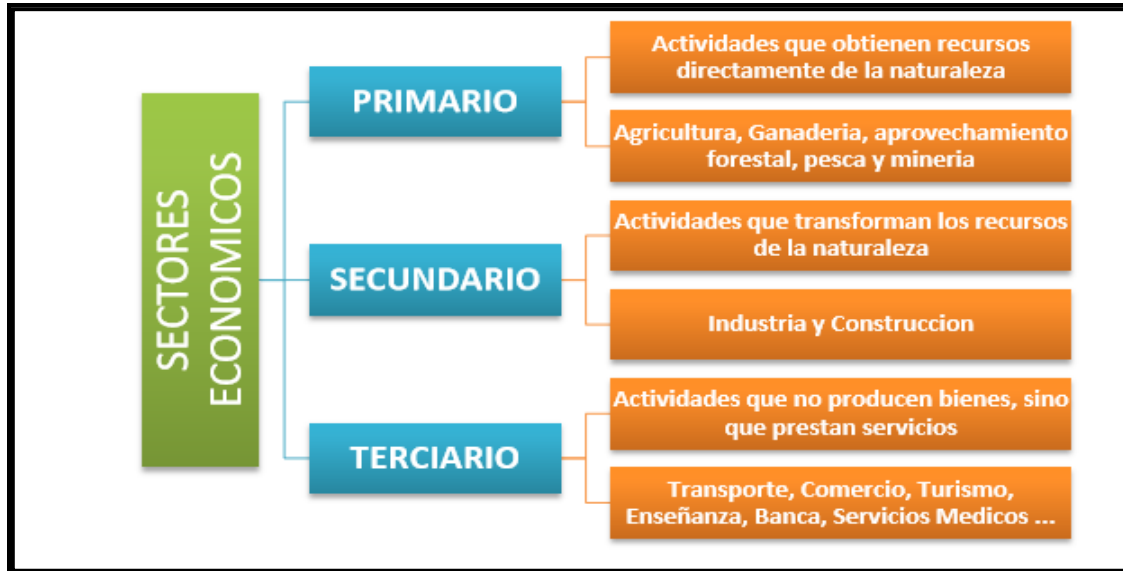 SECTORES
ECONOMICOS
PRIMARIO
Actividades que obtienen recursos
directamente de la naturaleza
Agricultura, Ganaderia, aprovechamiento
forestal, pesca y mineria
SECUNDARIO
Actividades que transforman los recursos
de la naturaleza
Industria y Construccion
TERCIARIO
Actividades que no producen bienes, sino
que prestan servicios
Transporte, Comercio, Turismo,
Enseñanza, Banca, Servicios Medicos ...